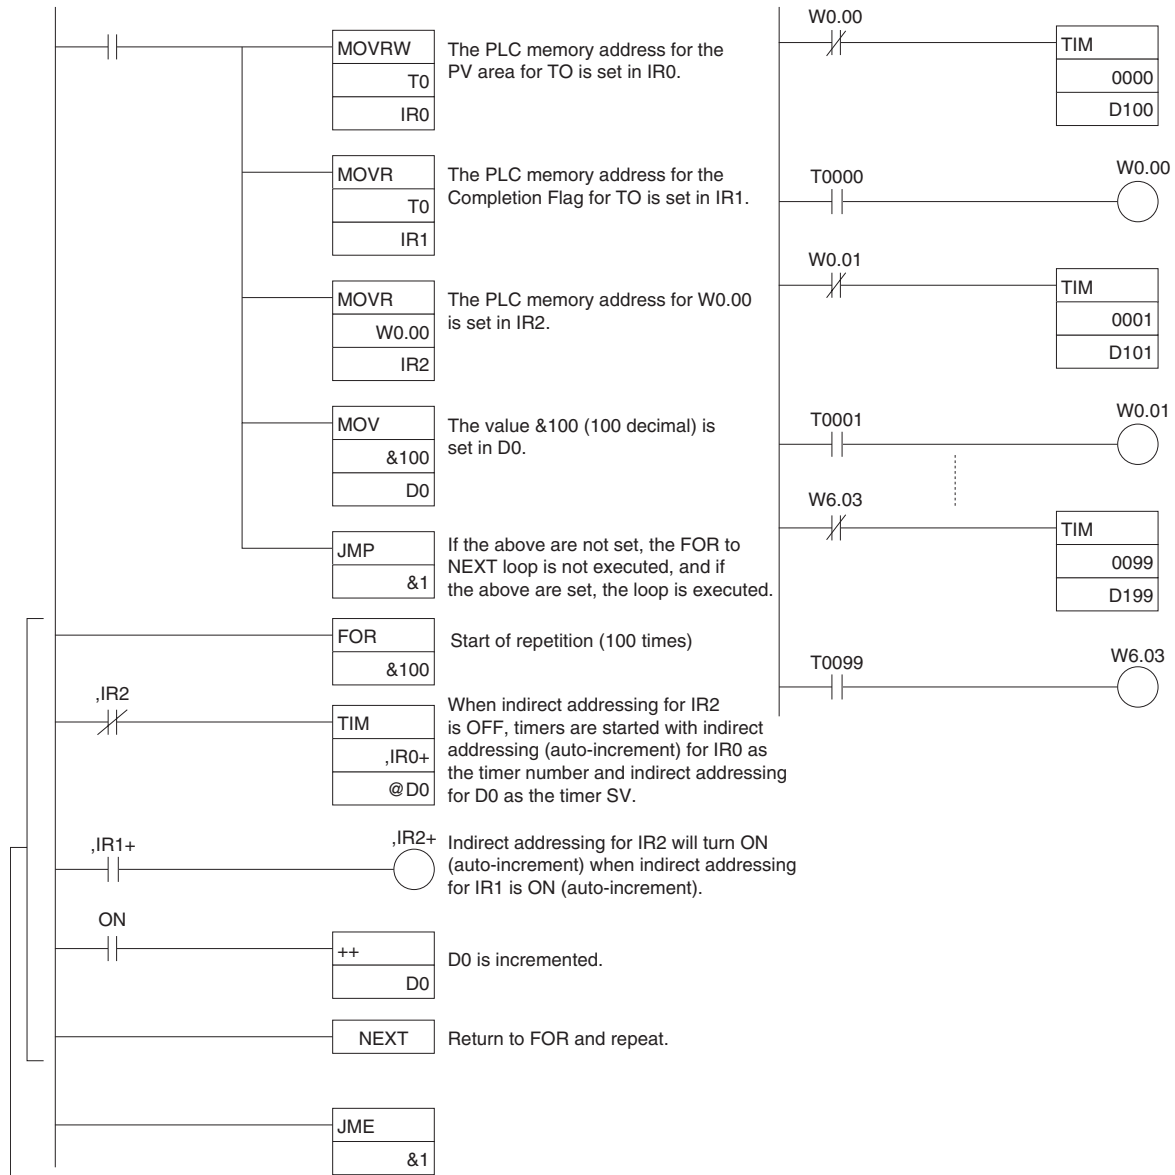 MOVRW
T0
IR0
The PLC memory address for the
PV area for TO is set in IR0.
MOVR
T0
IR1
The PLC memory address for the
Completion Flag for TO is set in IR1.
MOVR
W0.00
IR2
The PLC memory address for W0.00
is set in IR2.
MOV
&100
D0
The value &100 (100 decimal) is
set in D0.
JMP
&1
If the above are not set, the FOR to
NEXT loop is not executed, and if
the above are set, the loop is executed.
FOR
&100
Start of repetition (100 times)
,IR2
TIM
,IR0+
@D0
When indirect addressing for IR2
is OFF, timers are started with indirect
addressing (auto-increment) for IR0 as
the timer number and indirect addressing
for D0 as the timer SV.
,IR1+
,IR2+
Indirect addressing for IR2 will turn ON
(auto-increment) when indirect addressing
for IR1 is ON (auto-increment).
ON
++
D0
D0 is incremented.
NEXT
Return to FOR and repeat.
JME
&1
W0.00
TIM
0000
D100
T0000
W0.00
W0.01
TIM
0001
D101
T0001
W0.01
W6.03
TIM
0099
D199
T0099
W6.03